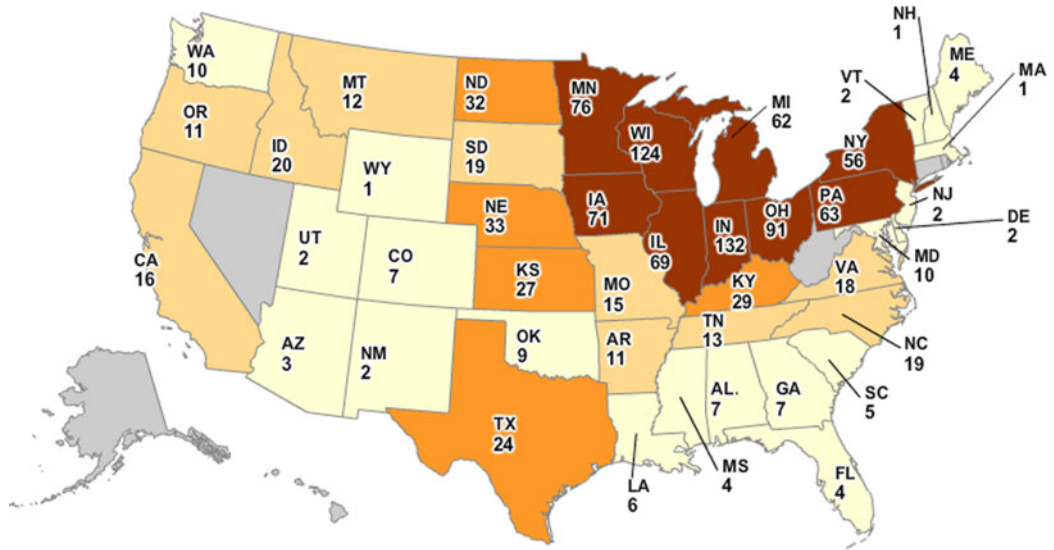 NH
1
ME
4
MA
1
VT
2
WA
10
MT
12
ND
32
MN
76
MI
62
OR
11
ID
20
SD
19
WI
124
NY
56
WY
1
NE
33
IA
71
PA
63
NJ
2
OH
91
IN
132
IL
69
DE
2
UT
2
CO
7
CA
16
KS
27
MO
15
KY
29
VA
18
MD
10
AZ
3
NM
2
OK
9
AR
11
TN
13
NC
19
SC
5
TX
24
AL.
7
GA
7
MS
4
LA
6
FL
4